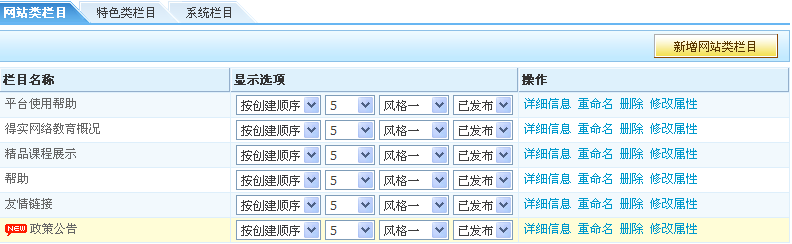 网站类栏目 特色类栏目 系统栏目
新增网站类栏目
栏目名称 显示选项 操作
平台使用帮助 按创建顺序 5 风格一 已发布 详细信息 重命名 删除 修改属性
得实网络教育概况 按创建顺序 5 风格一 已发布 详细信息 重命名 删除 修改属性
精品课程展示 按创建顺序 5 风格一 已发布 详细信息 重命名 删除 修改属性
帮助 按创建顺序 5 风格一 已发布 详细信息 重命名 删除 修改属性
友情链接 按创建顺序 5 风格一 已发布 详细信息 重命名 删除 修改属性
NEW 政策公告 按创建顺序 5 风格一 已发布 详细信息 重命名 删除 修改属性